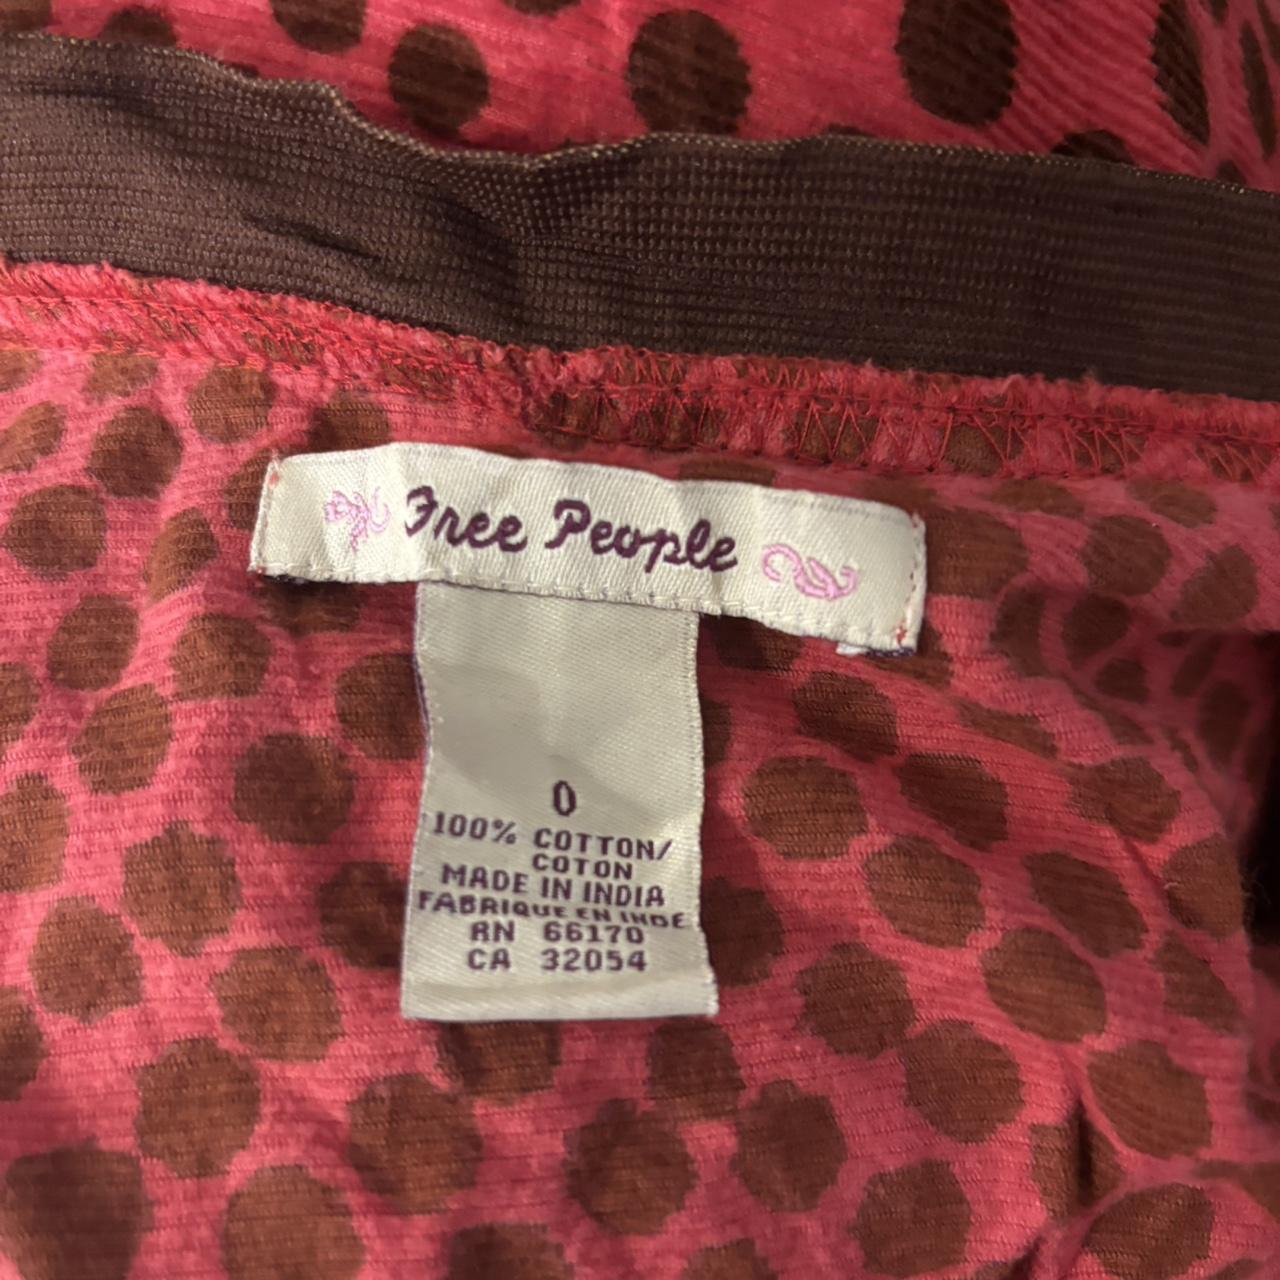 Free People
0
100% COTTON/
COTON
MADE IN INDIA
FABRIQUE EN INDE
RN 66170
CA 32054